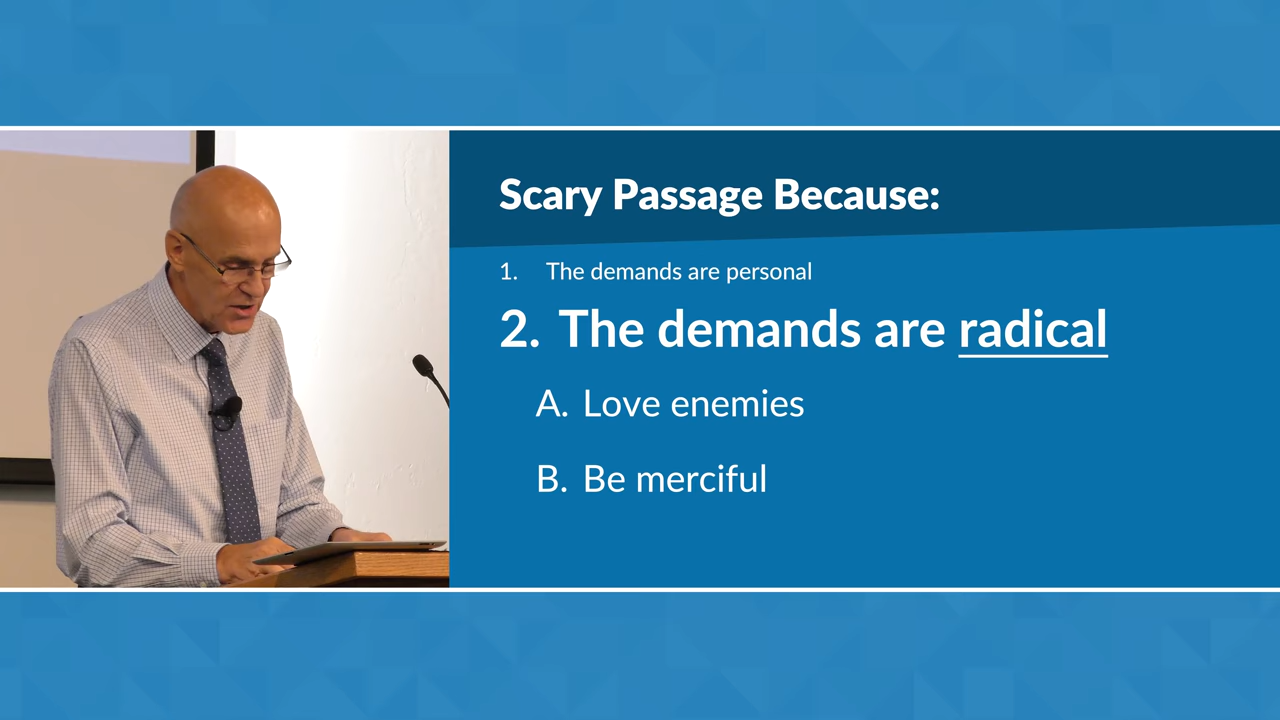 Scary Passage Because:
1. The demands are personal
2. The demands are radical
A. Love enemies
B. Be merciful